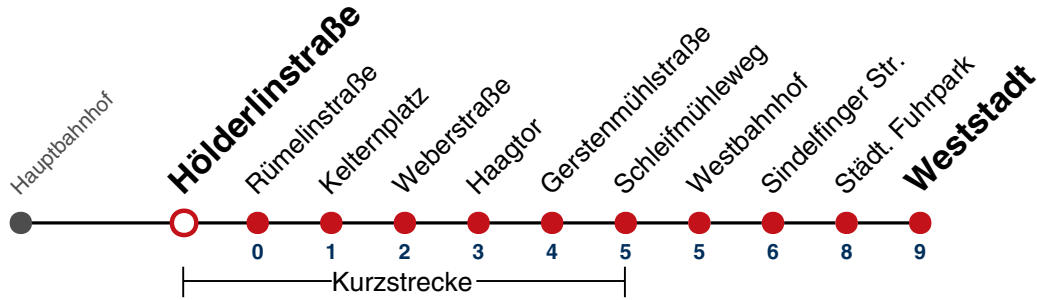 Hauptbahnhof
Hölderlinstraße
Rümelinstraße
Kelternplatz
Weberstraße
Haagtor
Gerstenmühlstraße
Schleifmühleweg
Westbahnhof
Sindelfinger Str.
Städt. Fuhrpark
Weststadt
0 1 2 3 4 5 5 6 8 9
Kurzstrecke